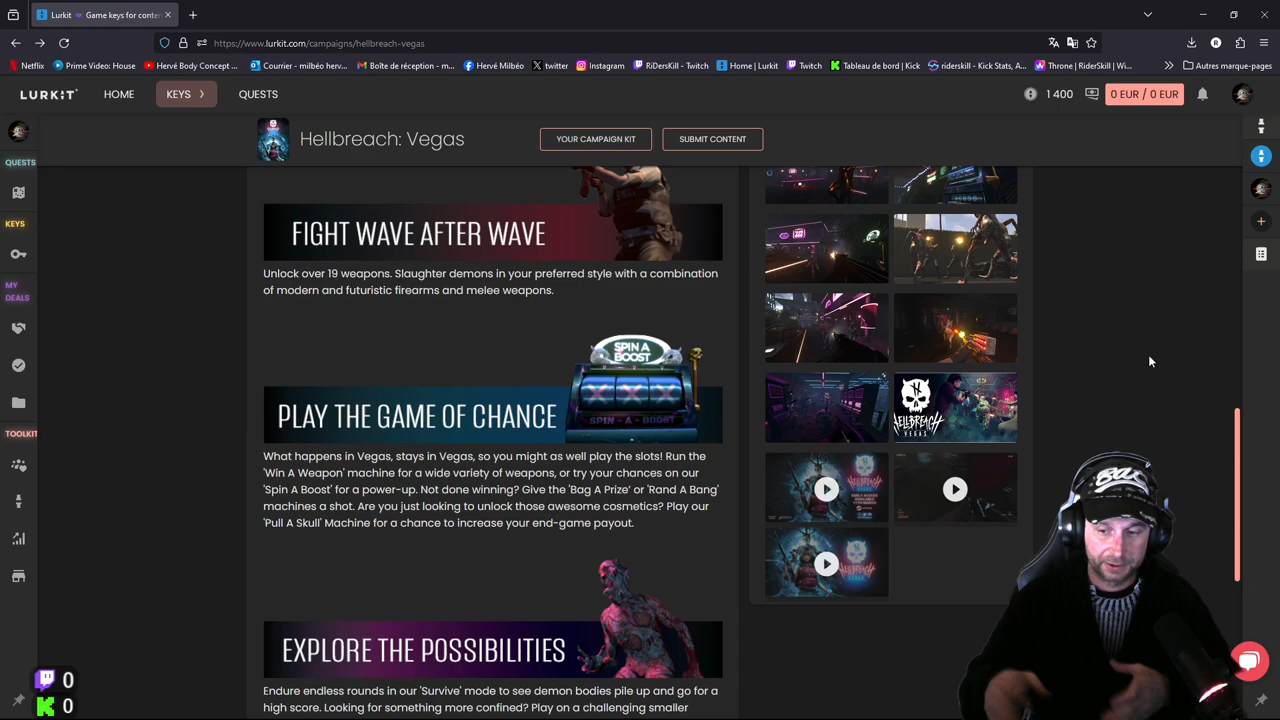 Lurkit Game keys for conten
https://www.lurkit.com/campaigns/hellbreach-vegas
Netflix Prime Video: House Hervé Body Concept ... Courrier - milbéo herv... Boîte de réception - m... Hervé Milbéo twitter Instagram RiDersKill - Twitch Home | Lurkit Twitch Tableau de bord | Kick riderskill - Kick Stats, A... Throne | RiderSkill | Wi... Autres marque-pages
LURKIT HOME KEYS QUESTS 1 400 0 EUR / 0 EUR
Hellbreach: Vegas YOUR CAMPAIGN KIT SUBMIT CONTENT
QUESTS
KEYS
MY
DEALS
TOOLKIT
FIGHT WAVE AFTER WAVE
Unlock over 19 weapons. Slaughter demons in your preferred style with a combination
of modern and futuristic firearms and melee weapons.
SPIN A
BOOST
SPIN-A-BOOST
PLAY THE GAME OF CHANCE
What happens in Vegas, stays in Vegas, so you might as well play the slots! Run the
'Win A Weapon' machine for a wide variety of weapons, or try your chances on our
'Spin A Boost' for a power-up. Not done winning? Give the 'Bag A Prize' or 'Rand A Bang'
machines a shot. Are you just looking to unlock those awesome cosmetics? Play our
'Pull A Skull' Machine for a chance to increase your end-game payout.
EXPLORE THE POSSIBILITIES
Endure endless rounds in our 'Survive' mode to see demon bodies pile up and go for a
high score. Looking for something more confined? Play on a challenging smaller
HELLBREACH
VEGAS
HELLBREACH
VEGAS
0
0